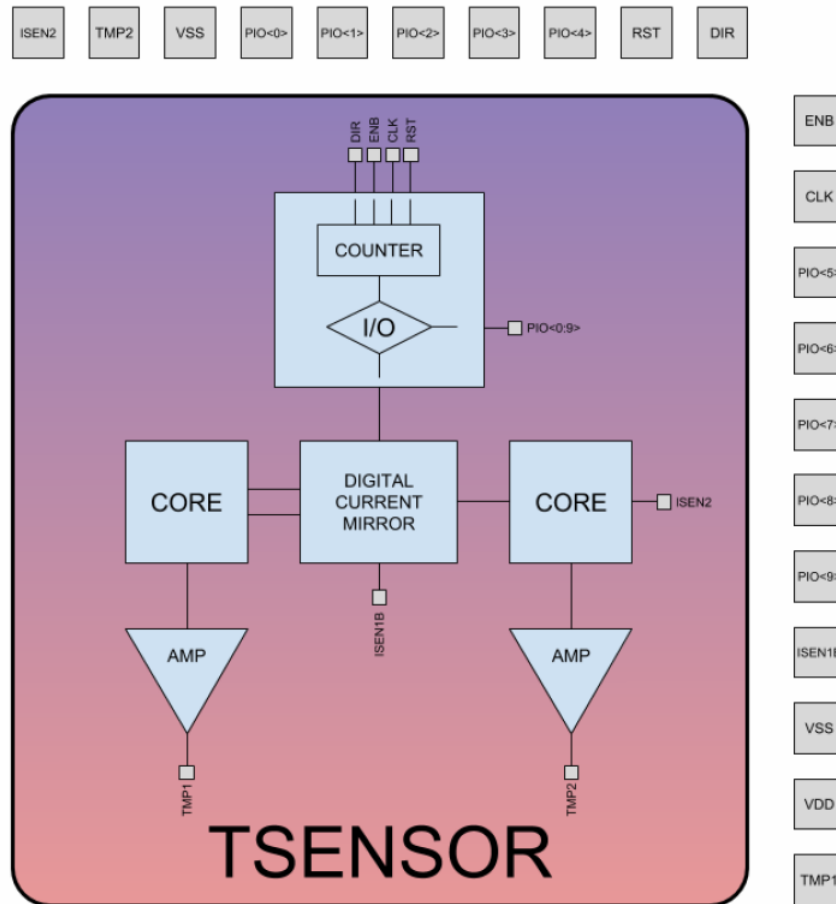 ISEN2
TMP2
VSS
PIO<0>
PIO<1>
PIO<2>
PIO<3>
PIO<4>
RST
DIR
DIR
ENB
CLK
RST
COUNTER
I/O
PIO<0:9>
CORE
DIGITAL
CURRENT
MIRROR
CORE
ISEN2
ISEN1B
AMP
AMP
TMP1
TMP2
TSENSOR
ENB
CLK
PIO<5>
PIO<6>
PIO<7>
PIO<8>
PIO<9>
ISEN1B
VSS
VDD
TMP1